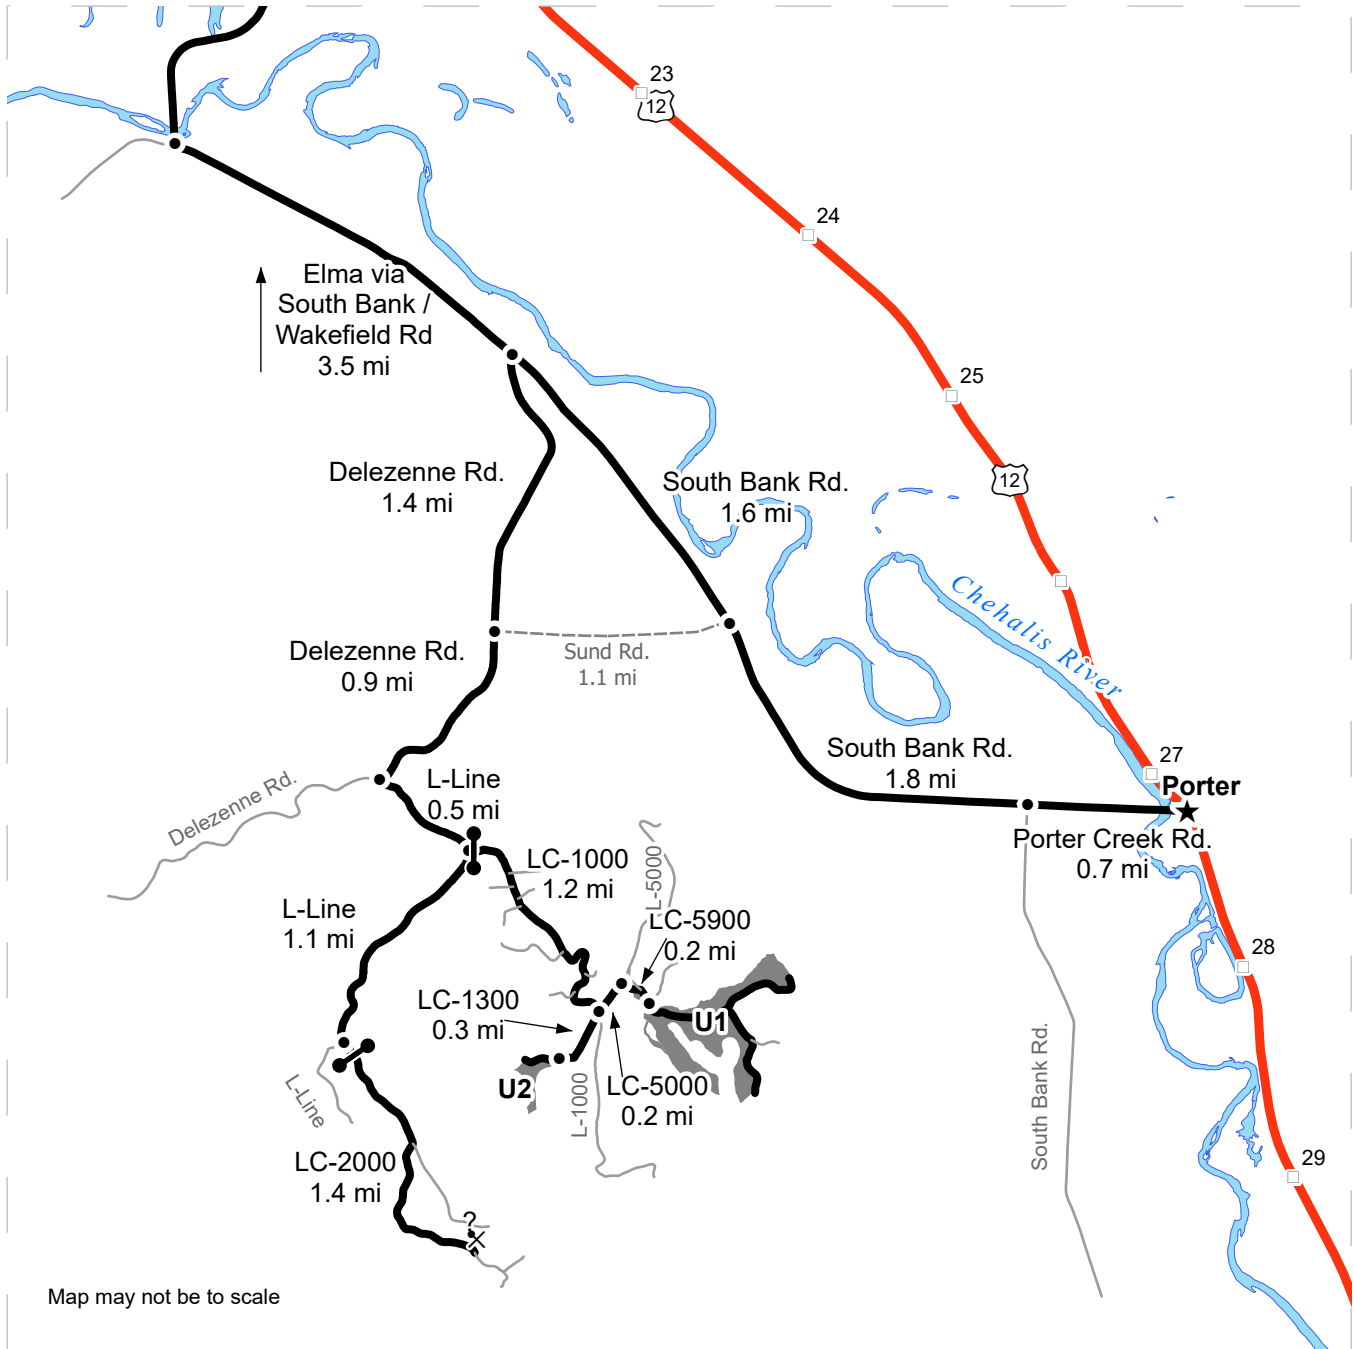 23
12
24
Elma via
South Bank /
Wakefield Rd
3.5 mi
25
Delezenne Rd.
1.4 mi
South Bank Rd.
1.6 mi
12
Chehalis River
Delezenne Rd.
0.9 mi
Sund Rd.
1.1 mi
South Bank Rd.
1.8 mi
27
Porter
Delezenne Rd.
L-Line
0.5 mi
Porter Creek Rd.
0.7 mi
LC-1000
1.2 mi
L-5000
L-Line
1.1 mi
LC-5900
0.2 mi
28
LC-1300
0.3 mi
U1
U2
LC-5000
0.2 mi
L-Line
L-1000
South Bank Rd.
LC-2000
1.4 mi
29
?
Map may not be to scale